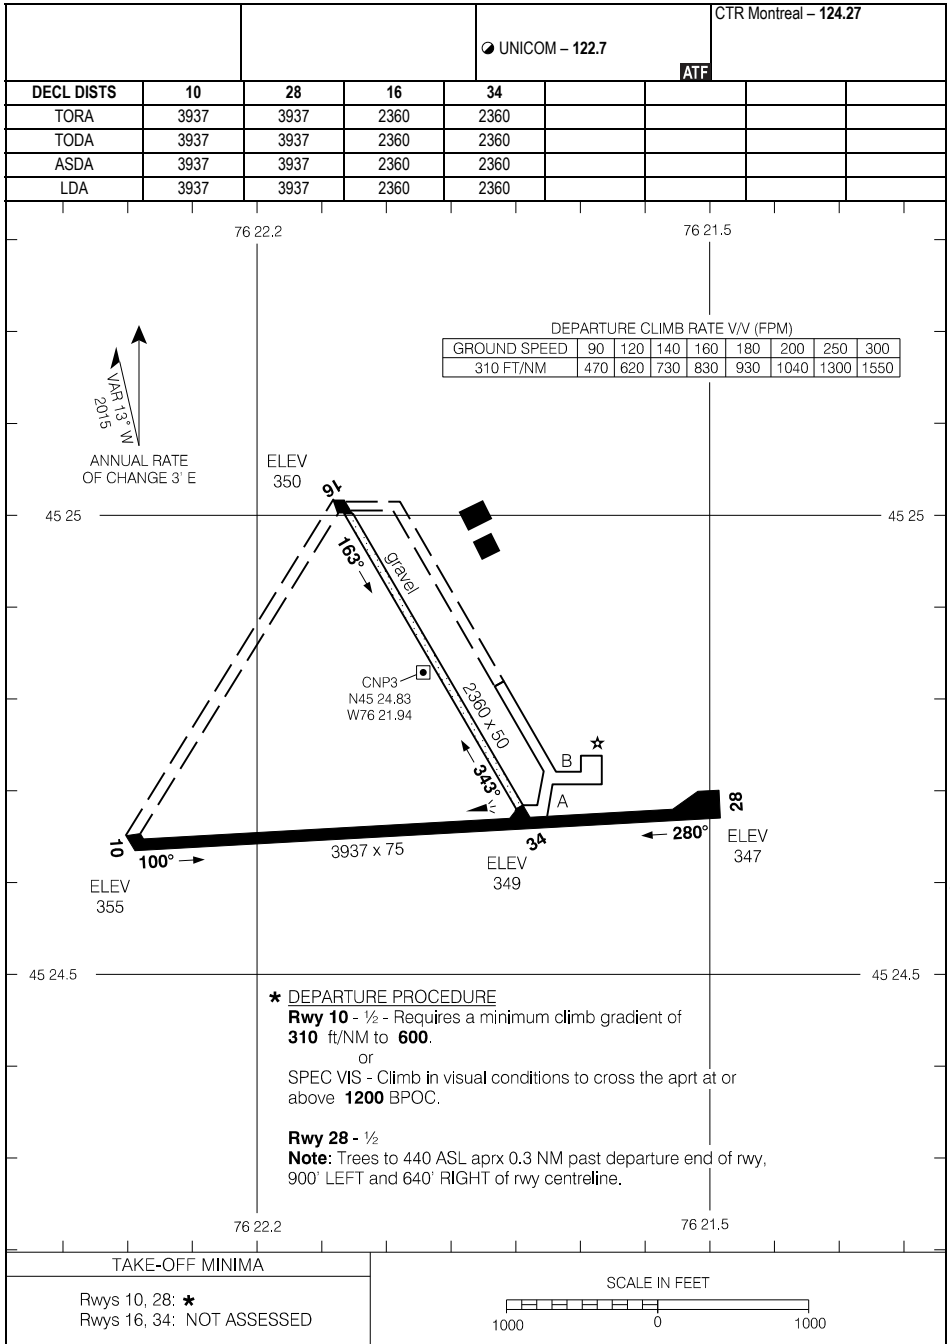 CTR Montreal – 124.27
UNICOM – 122.7
ATF
DECL DISTS 10 28 16 34
TORA 3937 3937 2360 2360
TODA 3937 3937 2360 2360
ASDA 3937 3937 2360 2360
LDA 3937 3937 2360 2360
76 22.2 76 21.5
DEPARTURE CLIMB RATE V/V (FPM)
GROUND SPEED 90 120 140 160 180 200 250 300
310 FT/NM 470 620 730 830 930 1040 1300 1550
VAR 13° W
2015
ANNUAL RATE
OF CHANGE 3' E
ELEV
350
16
45 25 45 25
163°
gravel
CNP3
N45 24.83
W76 21.94
2360 x 50
343°
B
A
28
10
100°
3937 x 75
34
280°
ELEV
347
ELEV
349
ELEV
355
45 24.5 45 24.5
* DEPARTURE PROCEDURE
Rwy 10 - ½ - Requires a minimum climb gradient of
310 ft/NM to 600.
or
SPEC VIS - Climb in visual conditions to cross the aprt at or
above 1200 BPOC.
Rwy 28 - ½
Note: Trees to 440 ASL aprx 0.3 NM past departure end of rwy,
900' LEFT and 640' RIGHT of rwy centreline.
76 22.2 76 21.5
TAKE-OFF MINIMA
Rwys 10, 28: *
Rwys 16, 34: NOT ASSESSED
SCALE IN FEET
1000 0 1000